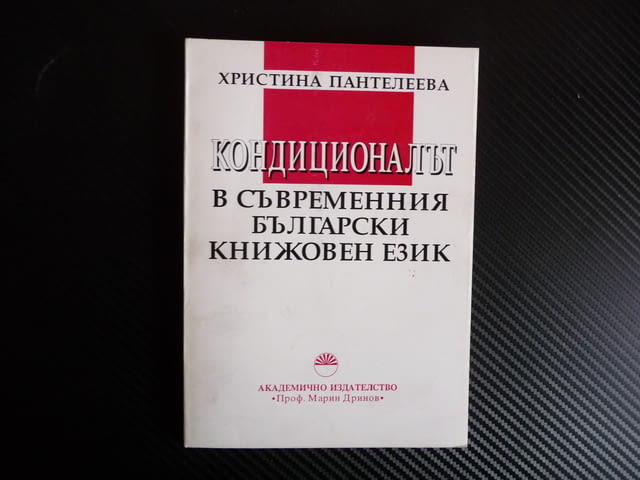 ХРИСТИНА ПАНТЕЛЕЕВА
КОНДИЦИОНАЛЪТ
В СЪВРЕМЕННИЯ
БЪЛГАРСКИ
КНИЖОВЕН ЕЗИК
АКАДЕМИЧНО ИЗДАТЕЛСТВО
•Проф. Марин Дринов•